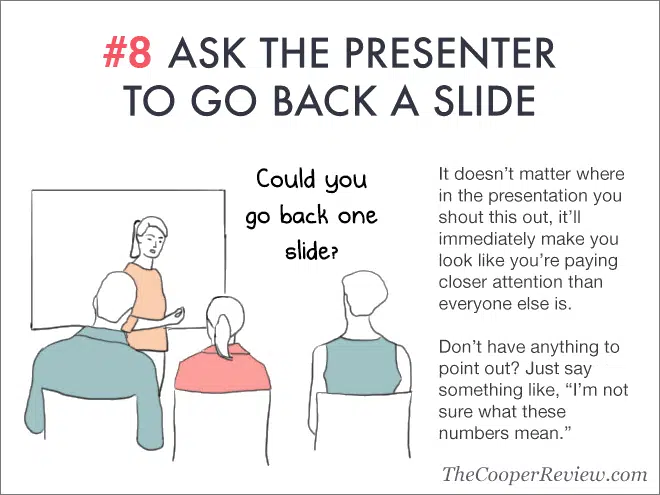 #8 ASK THE PRESENTER
TO GO BACK A SLIDE
Could you
go back one
slide?
It doesn’t matter where
in the presentation you
shout this out, it’ll
immediately make you
look like you’re paying
closer attention than
everyone else is.
Don’t have anything to
point out? Just say
something like, “I’m not
sure what these
numbers mean.”
TheCooperReview.com